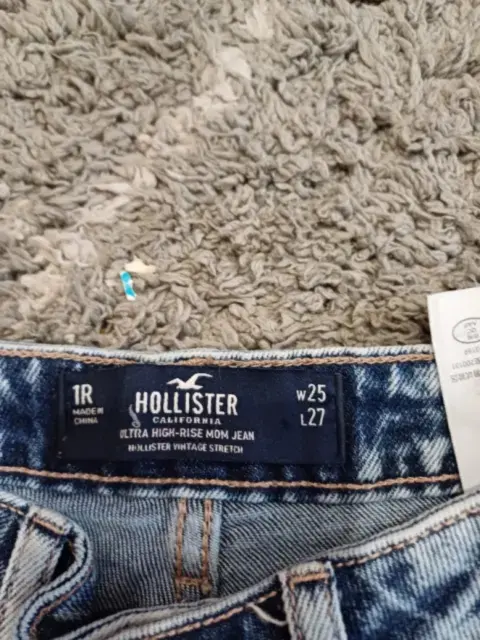 1R
MADE IN
CHINA
HOLLISTER
CALIFORNIA
ULTRA HIGH-RISE MOM JEAN
HOLLISTER VINTAGE STRETCH
W25
L27